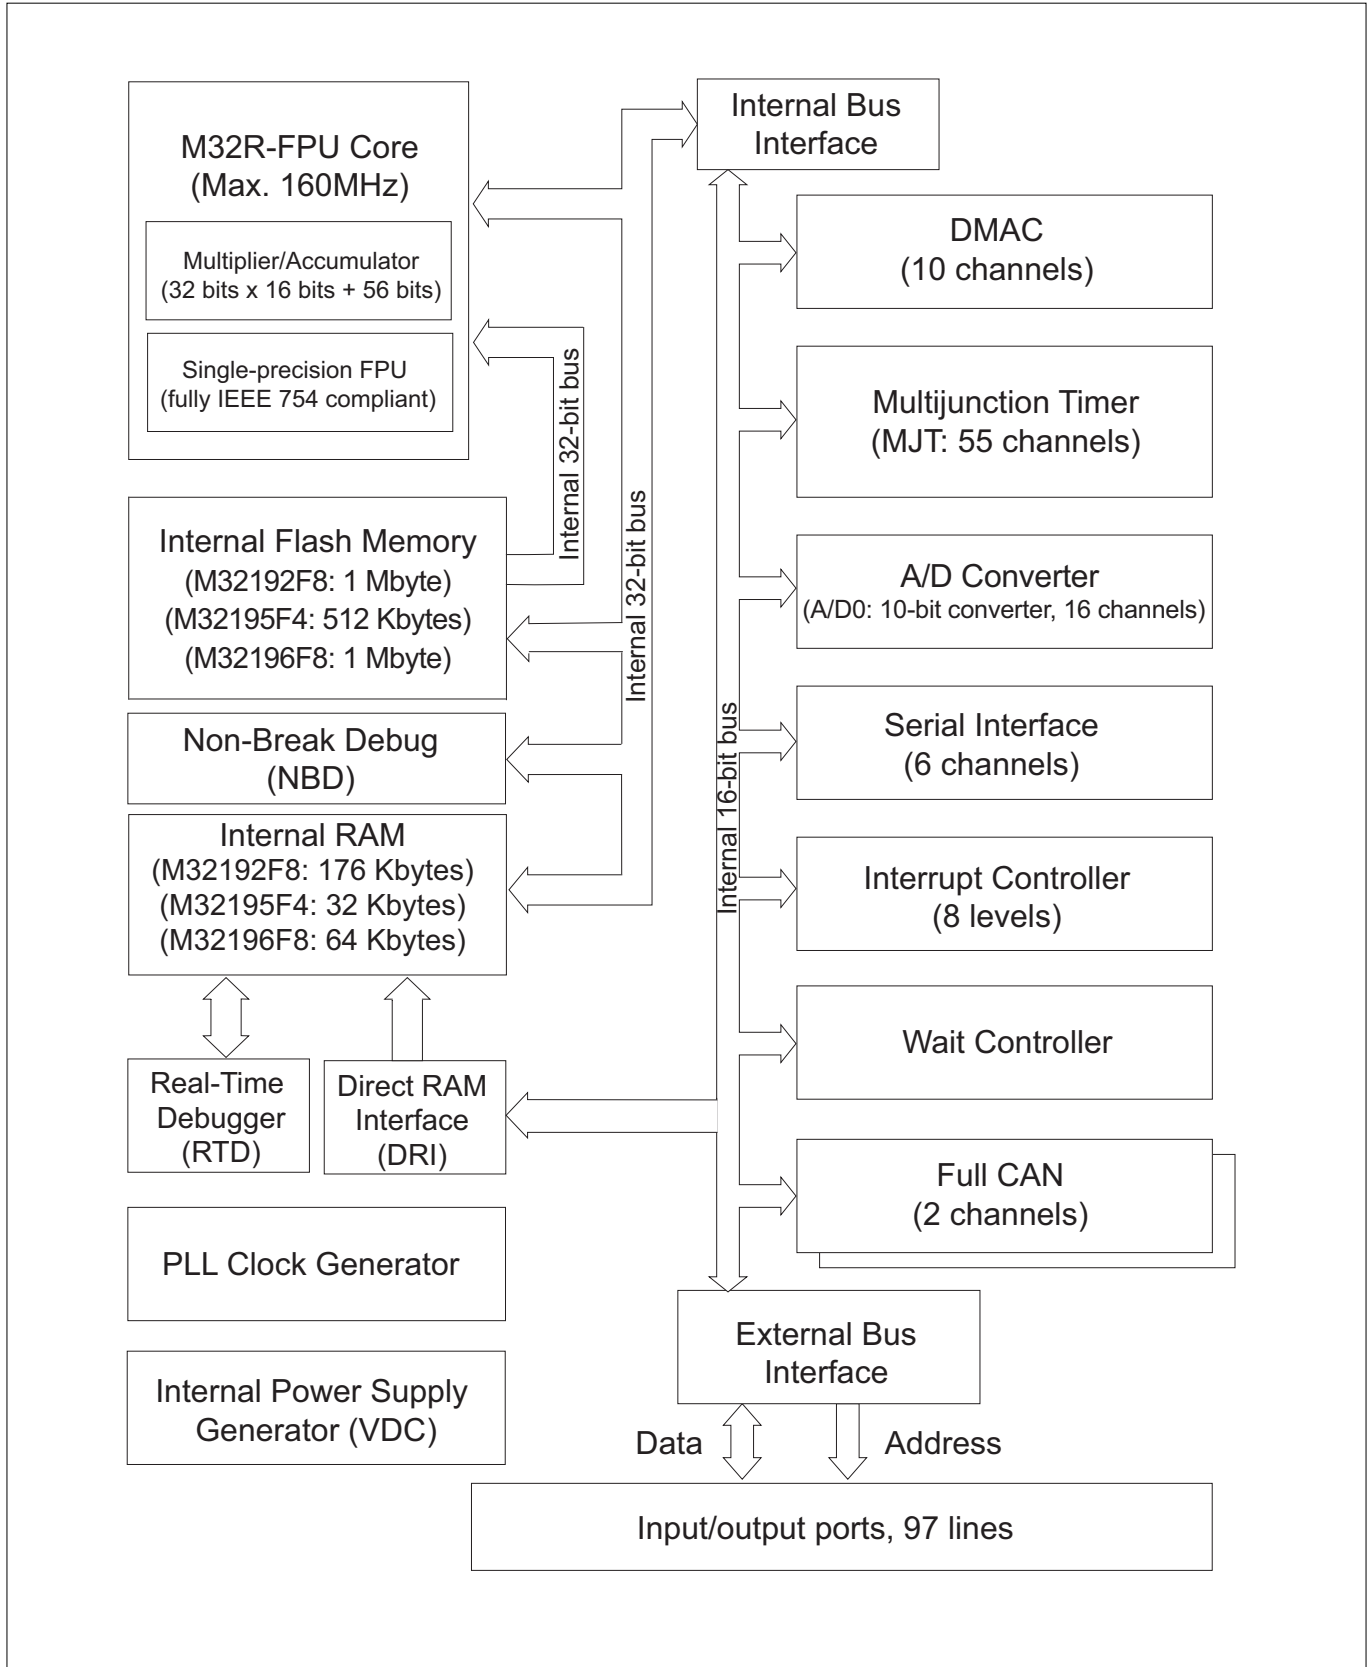 M32R-FPU Core
(Max. 160MHz)
Multiplier/Accumulator
(32 bits x 16 bits + 56 bits)
Single-precision FPU
(fully IEEE 754 compliant)
Internal Flash Memory
(M32192F8: 1 Mbyte)
(M32195F4: 512 Kbytes)
(M32196F8: 1 Mbyte)
Non-Break Debug
(NBD)
Internal RAM
(M32192F8: 176 Kbytes)
(M32195F4: 32 Kbytes)
(M32196F8: 64 Kbytes)
Real-Time
Debugger
(RTD)
Direct RAM
Interface
(DRI)
PLL Clock Generator
Internal Power Supply
Generator (VDC)
Internal 32-bit bus
Internal 32-bit bus
Internal 16-bit bus
Internal Bus
Interface
DMAC
(10 channels)
Multijunction Timer
(MJT: 55 channels)
A/D Converter
(A/D0: 10-bit converter, 16 channels)
Serial Interface
(6 channels)
Interrupt Controller
(8 levels)
Wait Controller
Full CAN
(2 channels)
External Bus
Interface
Data
Address
Input/output ports, 97 lines